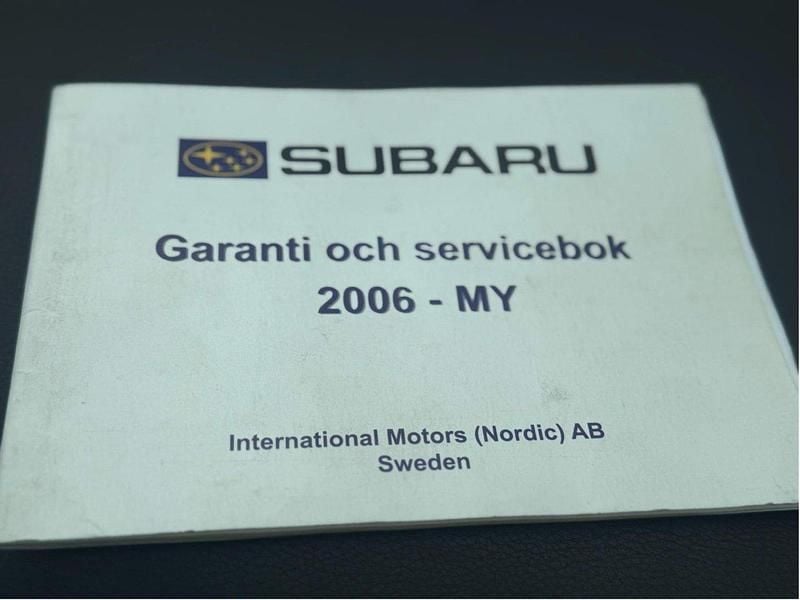 SUBARU
Garanti och servicebok
2006 - MY
International Motors (Nordic) AB
Sweden